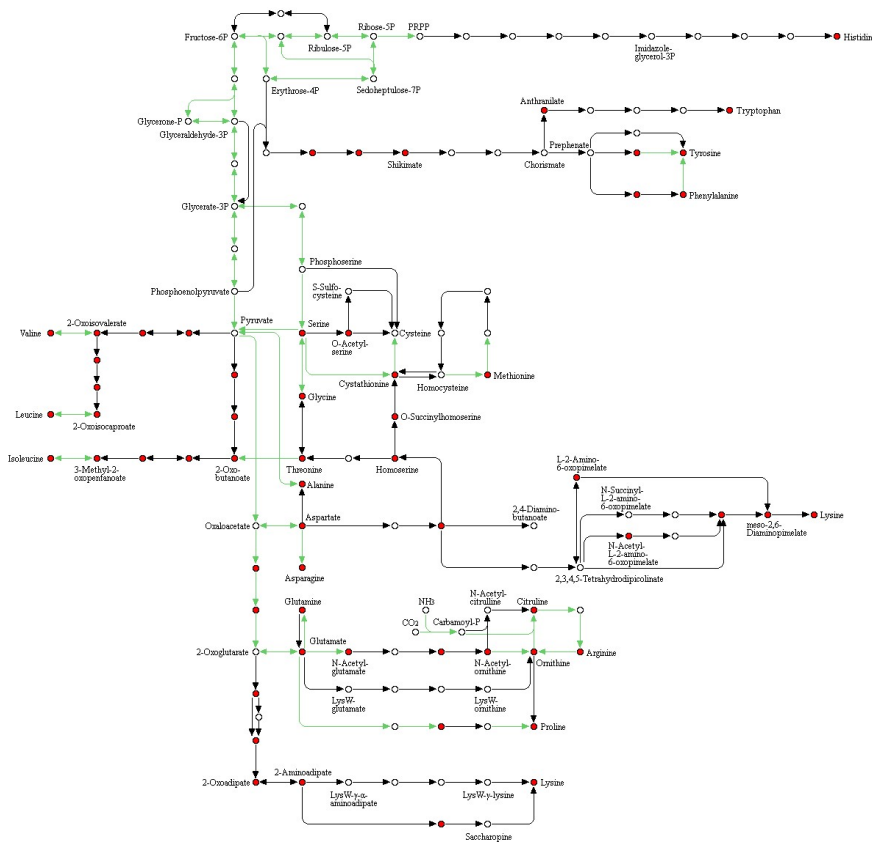 Fructose-6P
Ribulose-5P
Ribose-5P
PRPP
Imidazole-
glycerol-3P
Histidin
Erythrose-4P
Sedoheptulose-7P
Glycerone-P
Glyceraldehyde-3P
Anthranilate
Tryptophan
Shikimate
Chorismate
Prephenate
Tyrosine
Phenylalanine
Glycerate-3P
Phosphoserine
Phosphoenolpyruvate
S-Sulfo-
cysteine
Valine
2-Oxoisovalerate
Pyruvate
Serine
O-Acetyl-
serine
Cysteine
Cystathionine
Homocysteine
Methionine
Glycine
Leucine
2-Oxoisocaproate
O-Succinylhomoserine
Isoleucine
3-Methyl-2-
oxopentanoate
2-Oxo-
butanoate
Threonine
Homoserine
Alanine
L-2-Amino-
6-oxopimelate
N-Succinyl-
L-2-amino-
6-oxopimelate
Oxaloacetate
Aspartate
2,4-Diamino-
butanoate
meso-2,6-
Diaminopimelate
Lysine
N-Acetyl-
L-2-amino-
6-oxopimelate
Asparagine
2,3,4,5-Tetrahydrodipicolinate
Glutamine
NH3
CO2
Carbamoyl-P
N-Acetyl-
citrulline
Citruline
2-Oxoglutarate
Glutamate
N-Acetyl-
glutamate
N-Acetyl-
ornithine
Ornithine
Arginine
LysW-
glutamate
LysW-
ornithine
Proline
2-Oxoadipate
2-Aminoadipate
LysW-γ-α-
aminoadipate
LysW-γ-lysine
Lysine
Saccharopine